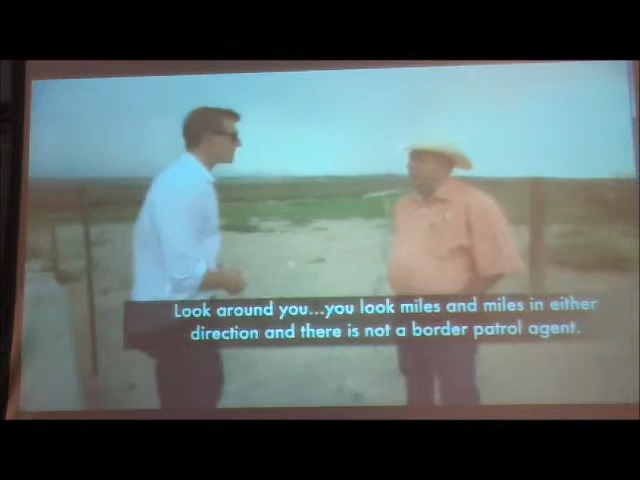 Look around you...you look miles and miles in either
direction and there is not a border patrol agent.